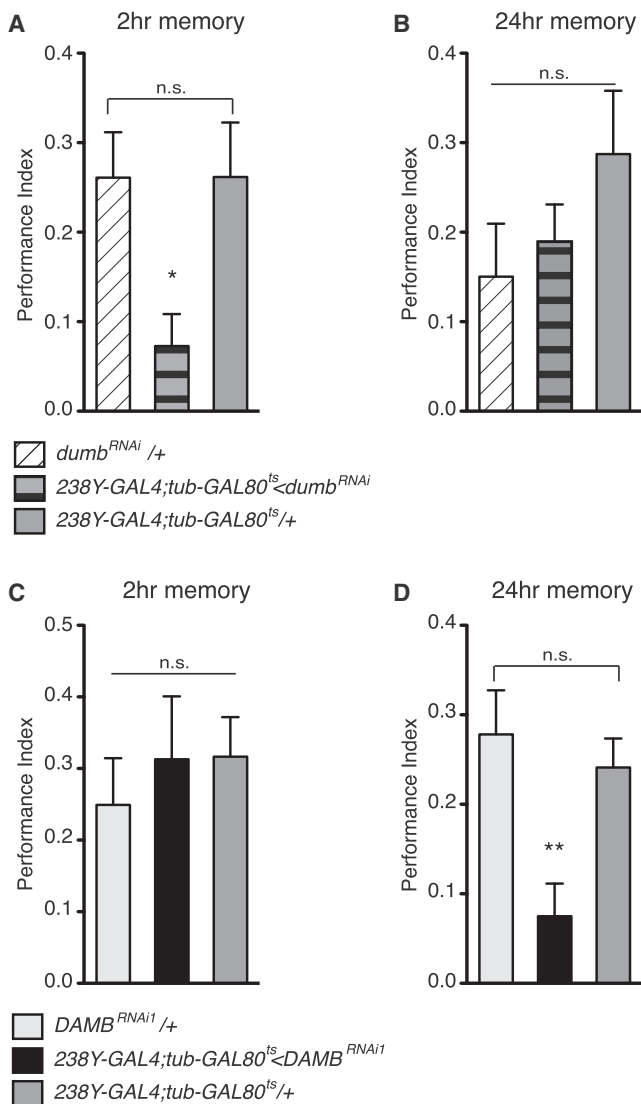 A 2hr memory
B 24hr memory
0.4
0.3
0.2
0.1
0.0
Performance Index
n.s.
*
0.4
0.3
0.2
0.1
0.0
Performance Index
n.s.
dumb^RNAi /+
238Y-GAL4;tub-GAL80^ts<dumb^RNAi
238Y-GAL4;tub-GAL80^ts/+
C 2hr memory
D 24hr memory
0.5
0.4
0.3
0.2
0.1
0.0
Performance Index
n.s.
0.4
0.3
0.2
0.1
0.0
Performance Index
n.s.
**
DAMB^RNAi1/+
238Y-GAL4;tub-GAL80^ts<DAMB^RNAi1
238Y-GAL4;tub-GAL80^ts/+